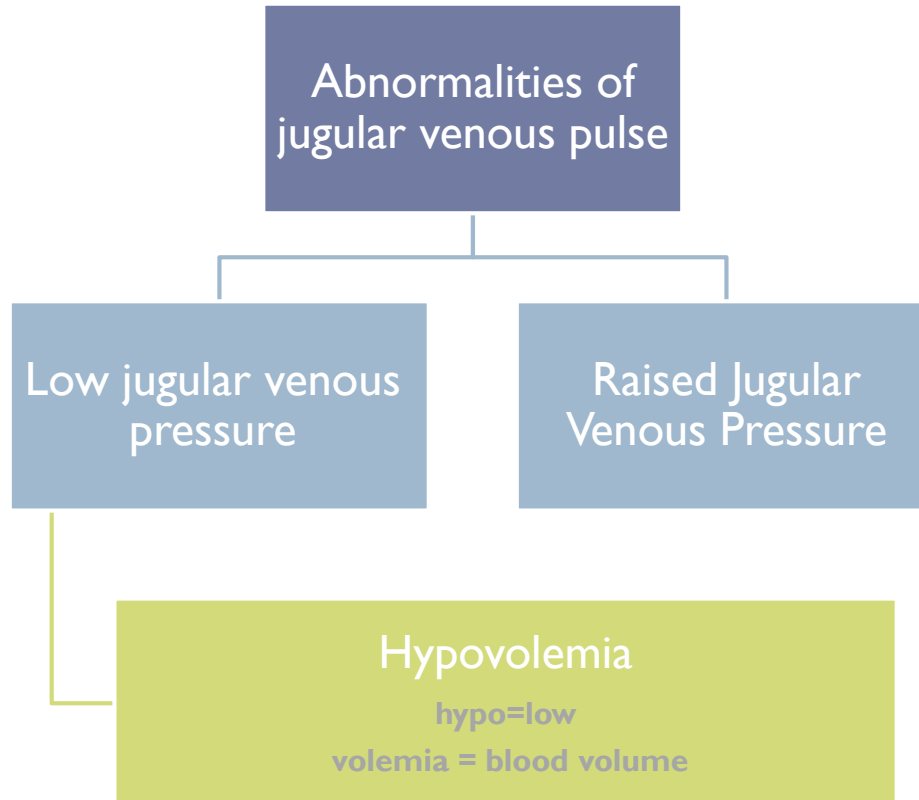 Abnormalities of
jugular venous pulse
Low jugular venous
pressure
Raised Jugular
Venous Pressure
Hypovolemia
hypo=low
volemia = blood volume